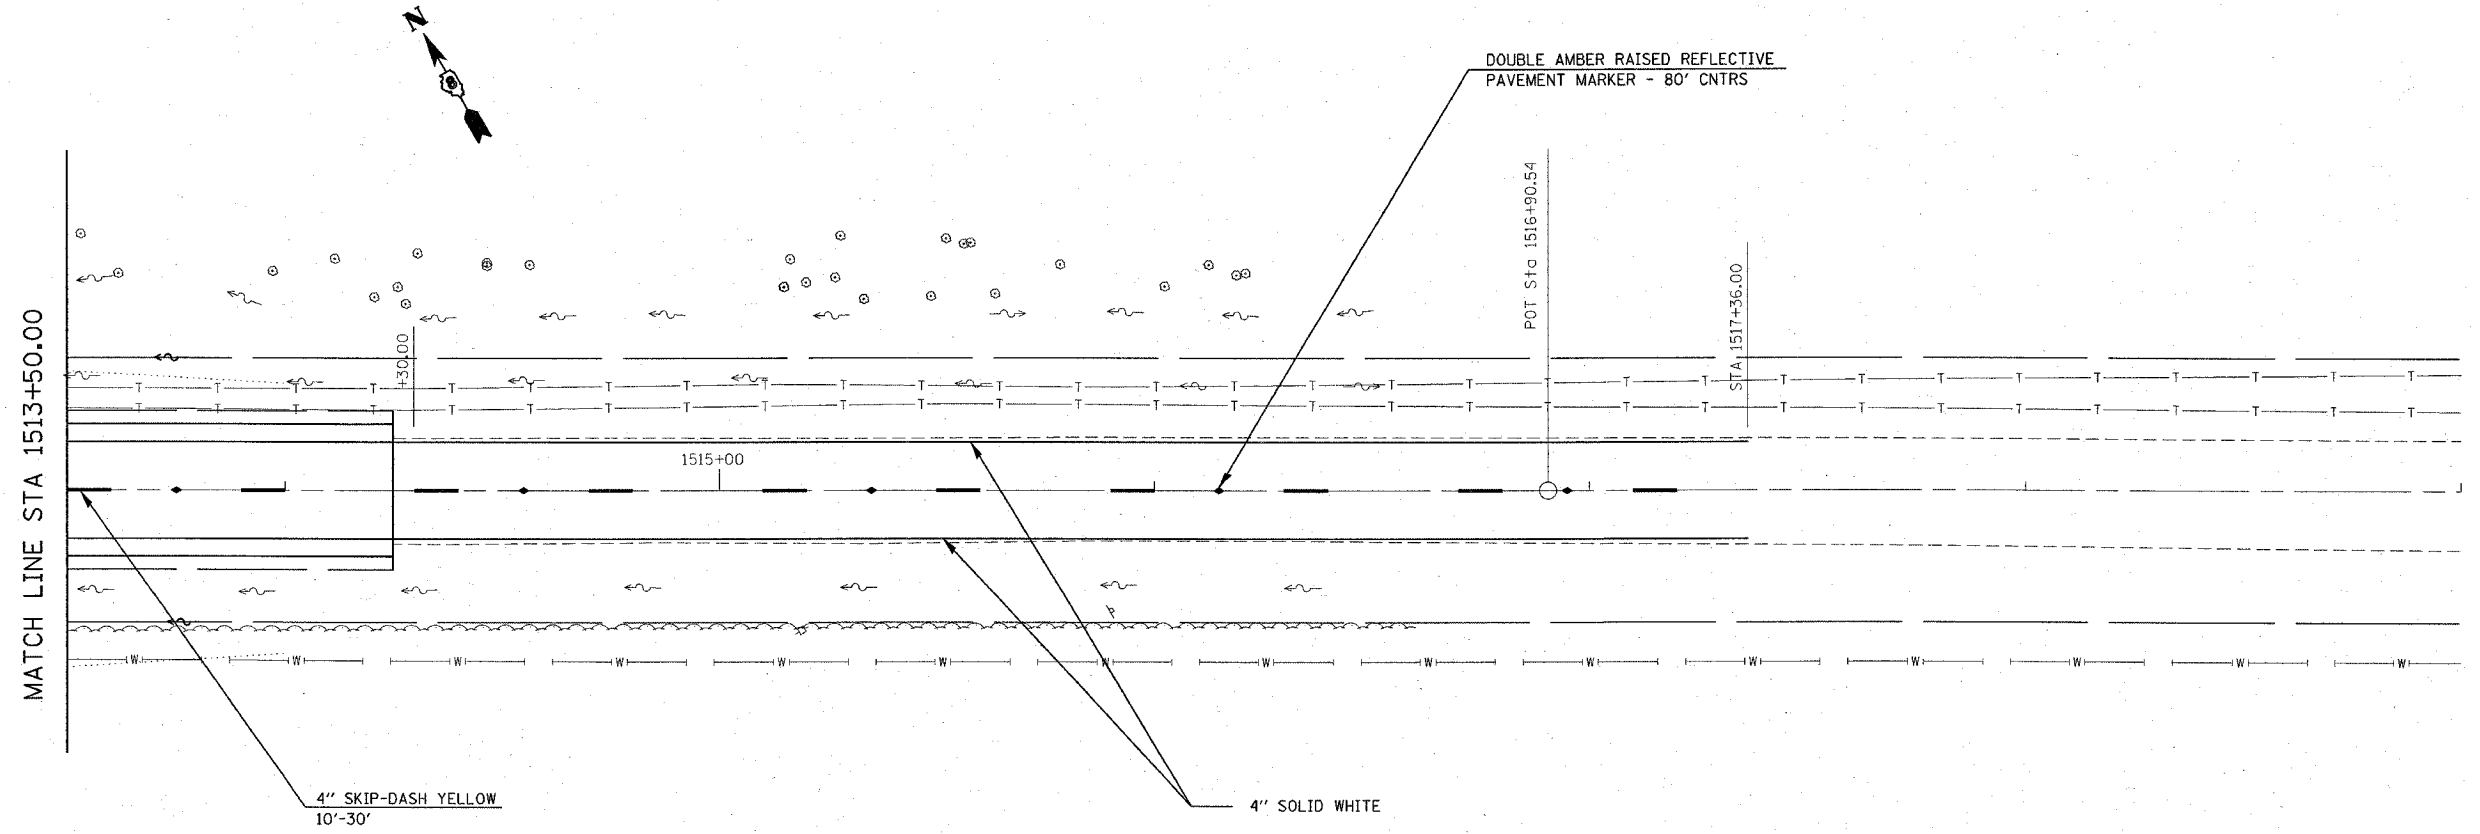 N
8
DOUBLE AMBER RAISED REFLECTIVE
PAVEMENT MARKER - 80' CNTRS
POT Sta 1516+90.54
STA 1517+36.00
MATCH LINE STA 1513+50.00
+30.00
T T T T T T T T T T T T T T T T T T T T T T T T T T T T T T
T T T T T T T T T T T T T T T T T T T T T T T T T T T T T T
1515+00
W W W W W W W W W W W W W W W
4" SKIP-DASH YELLOW
10'-30'
4" SOLID WHITE